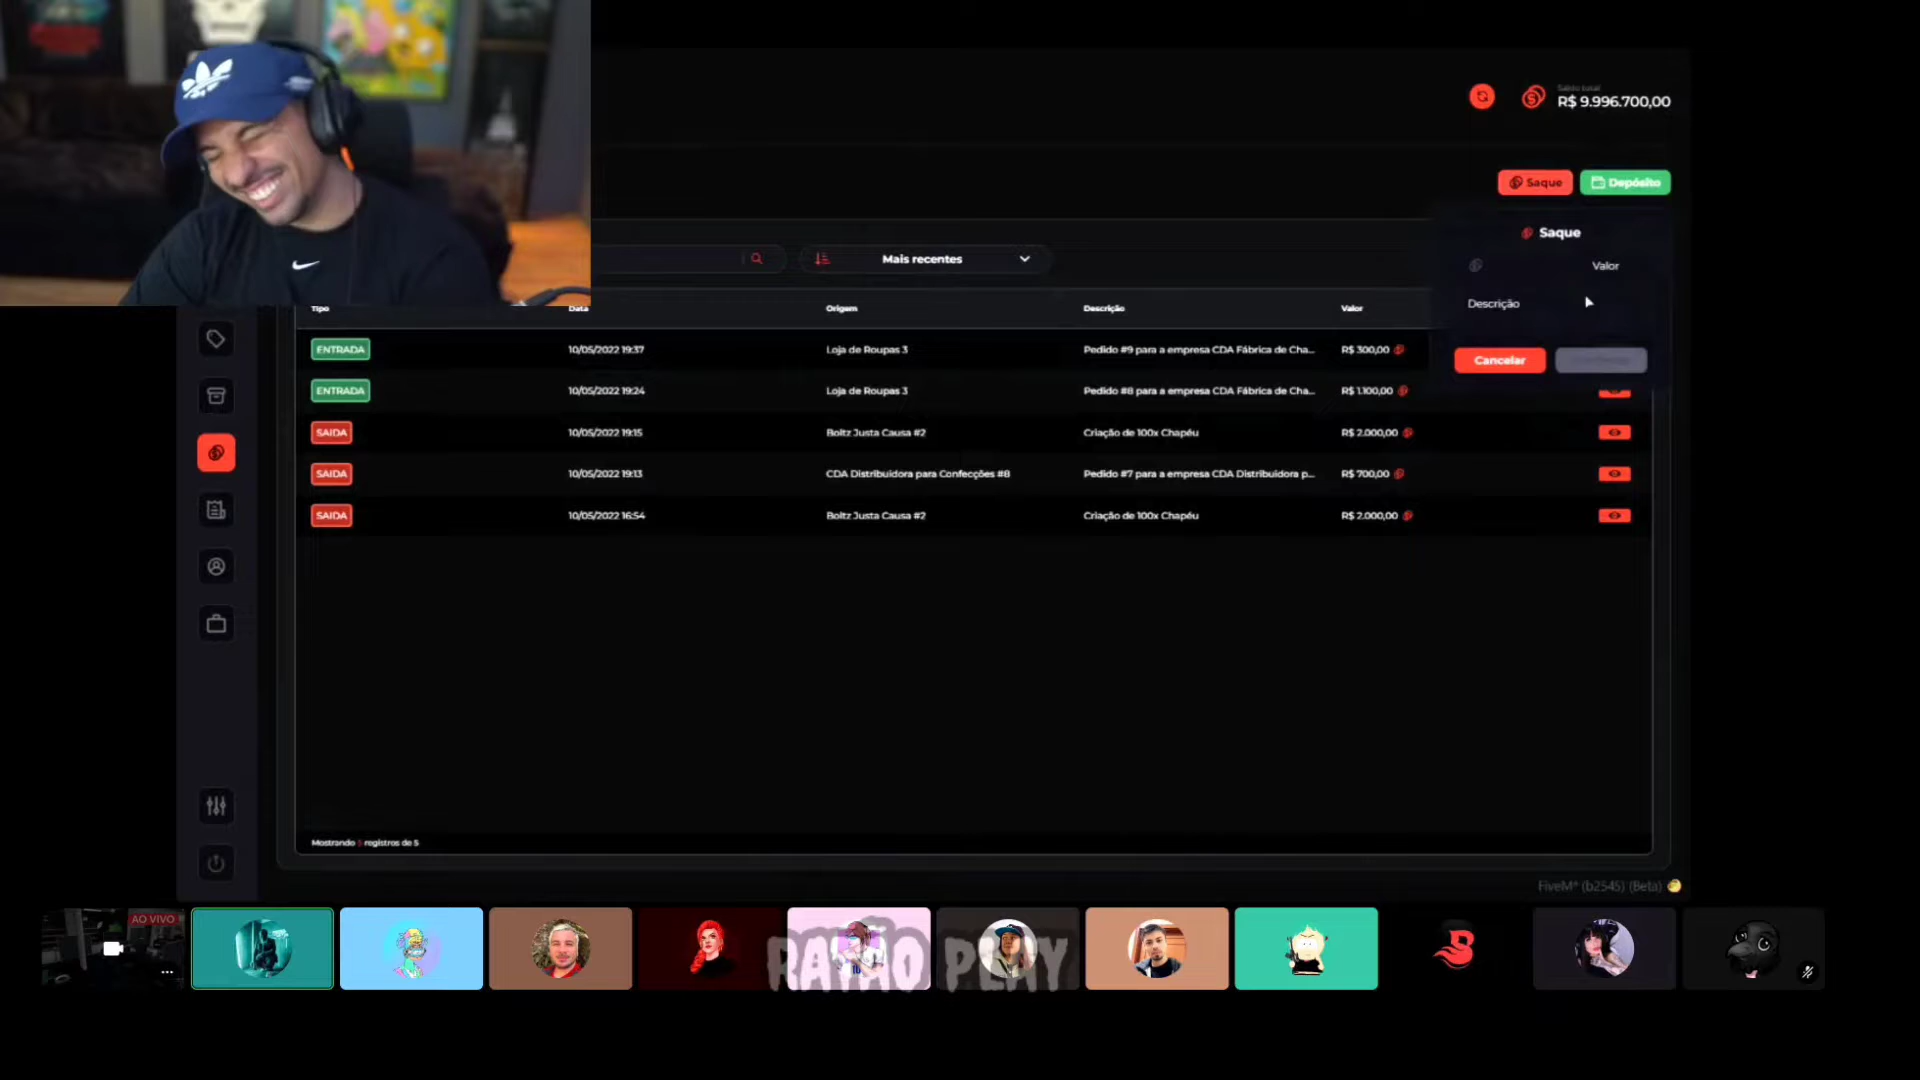 Saldo total
R$ 9.996.700,00
Saque
Depósito
Saque
Valor
Descrição
Cancelar
Mais recentes
Tipo Data Origem Descrição Valor
ENTRADA 10/05/2022 19:37 Loja de Roupas 3 Pedido #9 para a empresa CDA Fábrica de Cha... R$ 300,00
ENTRADA 10/05/2022 19:24 Loja de Roupas 3 Pedido #8 para a empresa CDA Fábrica de Cha... R$ 1.100,00
SAIDA 10/05/2022 19:15 Boltz Justa Causa #2 Criação de 100x Chapéu R$ 2.000,00
SAIDA 10/05/2022 19:13 CDA Distribuidora para Confecções #8 Pedido #7 para a empresa CDA Distribuidora p... R$ 700,00
SAIDA 10/05/2022 16:54 Boltz Justa Causa #2 Criação de 100x Chapéu R$ 2.000,00
Mostrando 5 registros de 5
FiveM* (b2545) (Beta)
AO VIVO
RATÃO PLAY